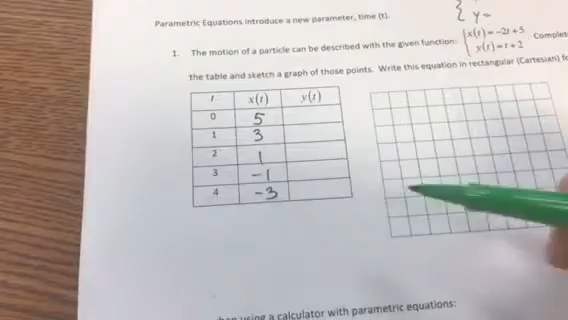 { y=
Parametric Equations introduce a new parameter, time (t).
1. The motion of a particle can be described with the given function: { x(t) = -2t + 5
y(t) = t + 2
the table and sketch a graph of those points. Write this equation in rectangular (Cartesian)
t x(t) y(t)
0 5
1 3
2 1
3 -1
4 -3
using a calculator with parametric equations: